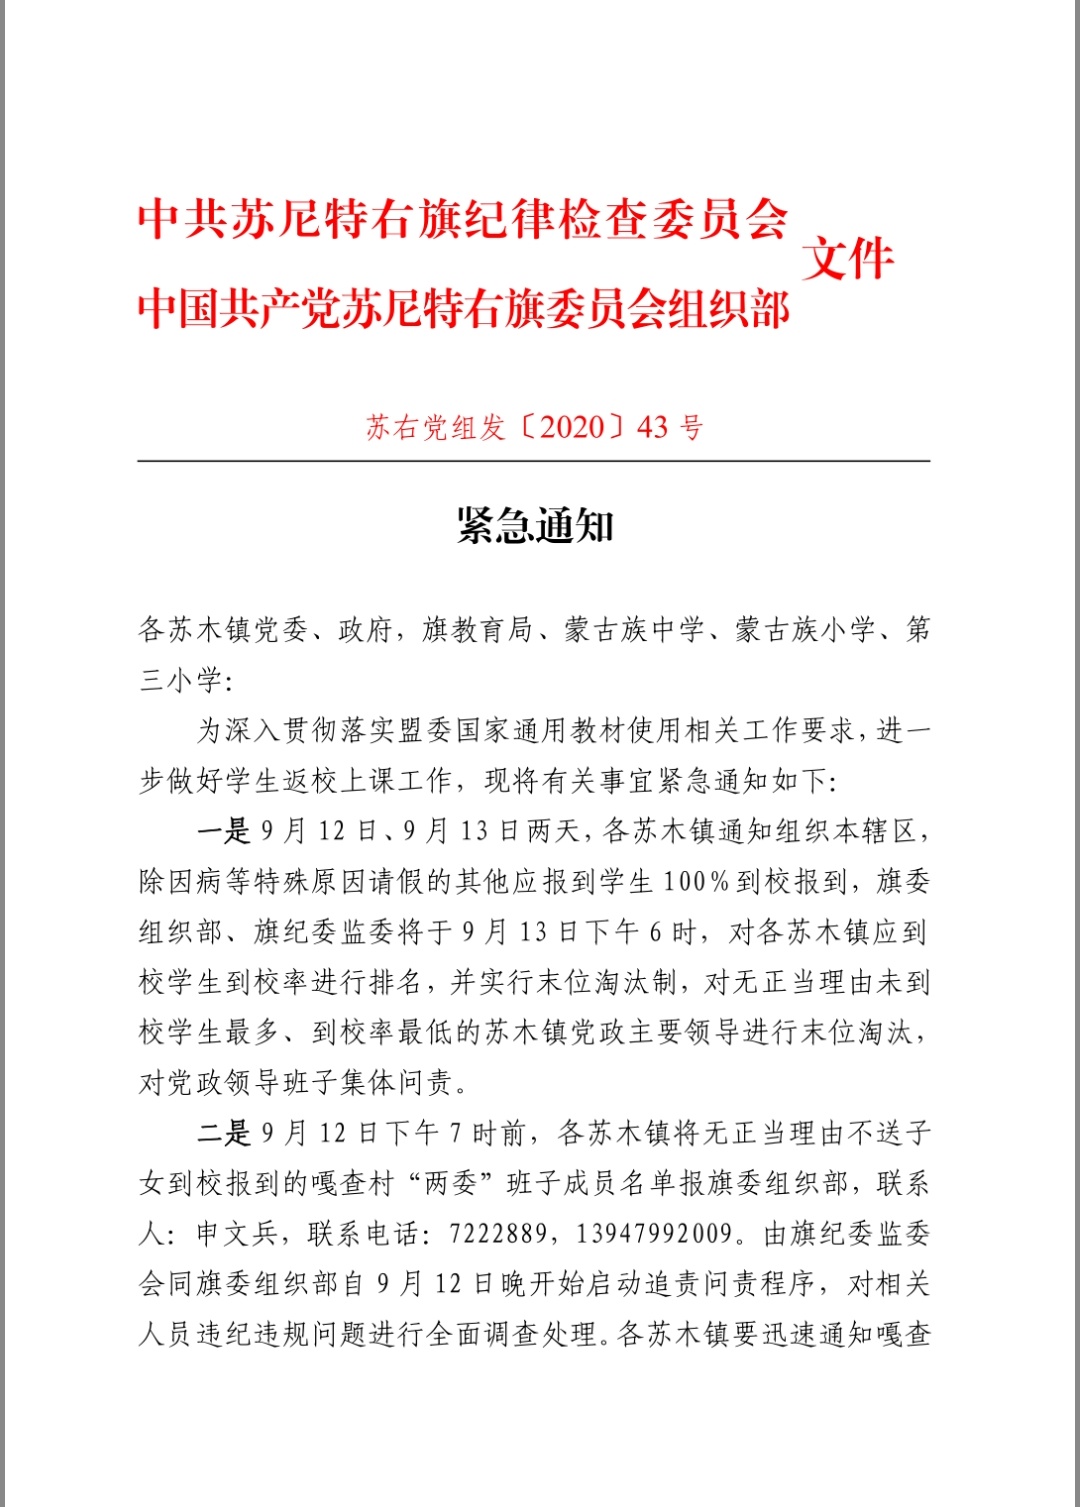 中共苏尼特右旗纪律检查委员会
文件
中国共产党苏尼特右旗委员会组织部
苏右党组发〔2020〕43 号
紧急通知
各苏木镇党委、政府，旗教育局、蒙古族中学、蒙古族小学、第
三小学：
为深入贯彻落实盟委国家通用教材使用相关工作要求，进一
步做好学生返校上课工作，现将有关事宜紧急通知如下：
一是 9 月 12 日、9 月 13 日两天，各苏木镇通知组织本辖区，
除因病等特殊原因请假的其他应报到学生 100%到校报到，旗委
组织部、旗纪委监委将于 9 月 13 日下午 6 时，对各苏木镇应到
校学生到校率进行排名，并实行末位淘汰制，对无正当理由未到
校学生最多、到校率最低的苏木镇党政主要领导进行末位淘汰，
对党政领导班子集体问责。
二是 9 月 12 日下午 7 时前，各苏木镇将无正当理由不送子
女到校报到的嘎查村“两委”班子成员名单报旗委组织部，联系
人：申文兵，联系电话：7222889，13947992009。由旗纪委监委
会同旗委组织部自 9 月 12 日晚开始启动追责问责程序，对相关
人员违纪违规问题进行全面调查处理。各苏木镇要迅速通知嘎查